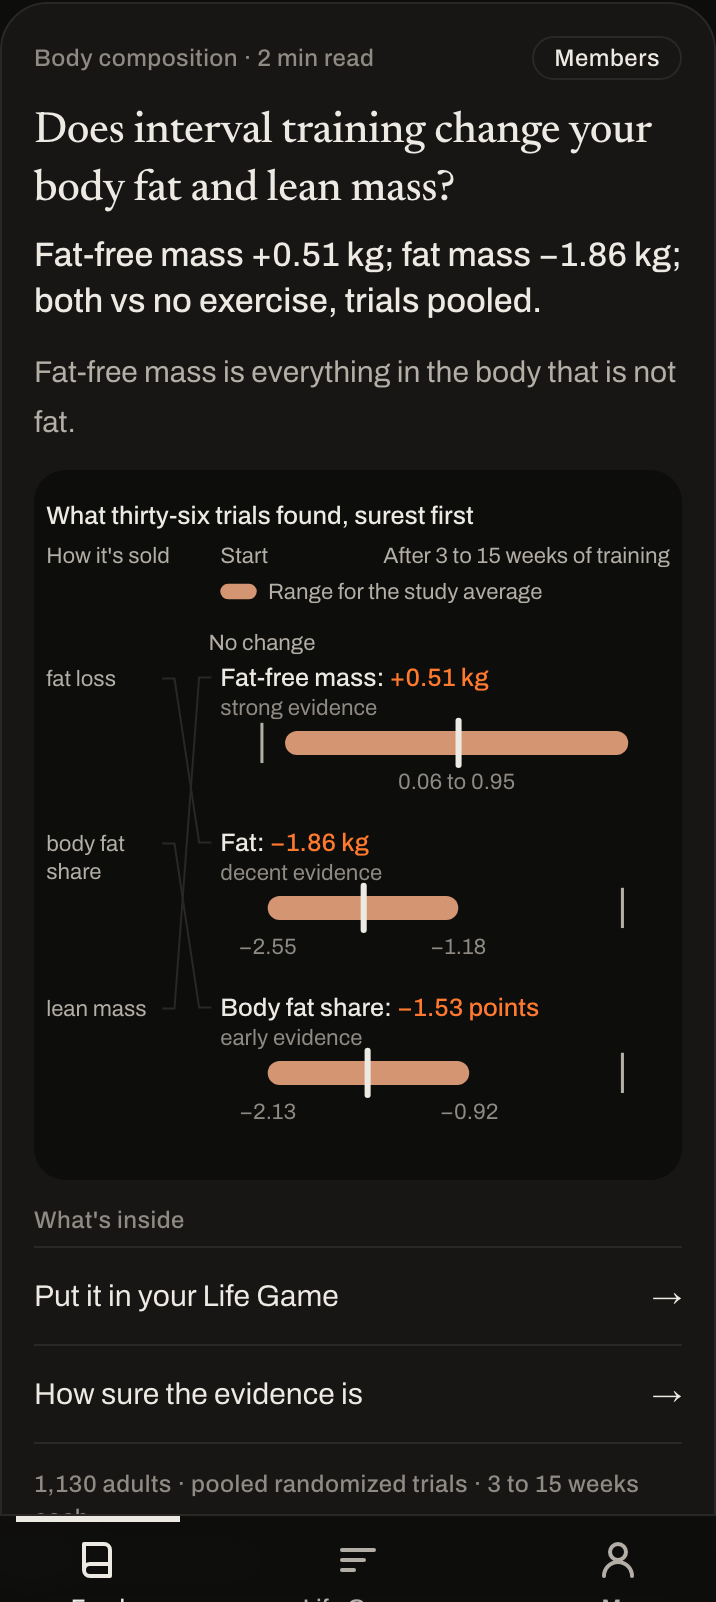 Body composition · 2 min read
Members
Does interval training change your
body fat and lean mass?
Fat-free mass +0.51 kg; fat mass −1.86 kg;
both vs no exercise, trials pooled.
Fat-free mass is everything in the body that is not
fat.
What thirty-six trials found, surest first
How it's sold
Start
After 3 to 15 weeks of training
Range for the study average
No change
fat loss
Fat-free mass: +0.51 kg
strong evidence
0.06 to 0.95
body fat
share
Fat: −1.86 kg
decent evidence
−2.55
−1.18
lean mass
Body fat share: −1.53 points
early evidence
−2.13
−0.92
What's inside
Put it in your Life Game
→
How sure the evidence is
→
1,130 adults · pooled randomized trials · 3 to 15 weeks